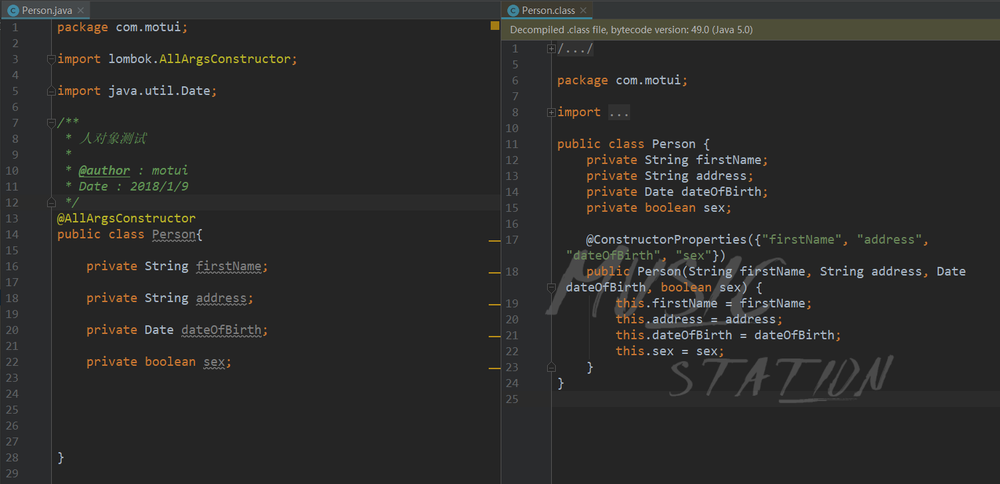 Person.java
1 package com.motui;
2
3 import lombok.AllArgsConstructor;
4
5 import java.util.Date;
6
7 /**
8 * 人对象测试
9 *
10 * @author : motui
11 * Date : 2018/1/9
12 */
13 @AllArgsConstructor
14 public class Person{
15
16 private String firstName;
17
18 private String address;
19
20 private Date dateOfBirth;
21
22 private boolean sex;
23
24
25
26
27
28 }
29
Person.class
Decompiled .class file, bytecode version: 49.0 (Java 5.0)
1 /.../
5
6 package com.motui;
7
8 import ...
10
11 public class Person {
12 private String firstName;
13 private String address;
14 private Date dateOfBirth;
15 private boolean sex;
16
17 @ConstructorProperties({"firstName", "address",
"dateOfBirth", "sex"})
18 public Person(String firstName, String address, Date
dateOfBirth, boolean sex) {
19 this.firstName = firstName;
20 this.address = address;
21 this.dateOfBirth = dateOfBirth;
22 this.sex = sex;
23 }
24 }
25
MUSIC
STATION